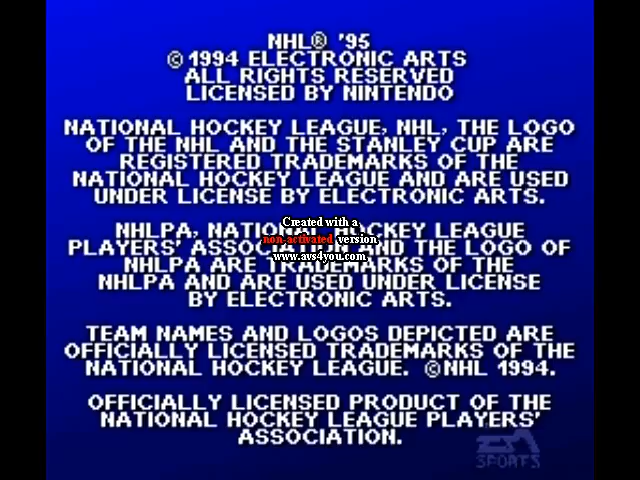 NHL® '95
© 1994 ELECTRONIC ARTS
ALL RIGHTS RESERVED
LICENSED BY NINTENDO
NATIONAL HOCKEY LEAGUE, NHL, THE LOGO
OF THE NHL AND THE STANLEY CUP ARE
REGISTERED TRADEMARKS OF THE
NATIONAL HOCKEY LEAGUE AND ARE USED
UNDER LICENSE BY ELECTRONIC ARTS.
NHLPA, NATIONAL HOCKEY LEAGUE
Created with a
PLAYERS' ASSOCIATION AND THE LOGO OF
non-activated version
NHLPA ARE TRADEMARKS OF THE
www.avs4you.com
NHLPA AND ARE USED UNDER LICENSE
BY ELECTRONIC ARTS.
TEAM NAMES AND LOGOS DEPICTED ARE
OFFICIALLY LICENSED TRADEMARKS OF THE
NATIONAL HOCKEY LEAGUE. ©NHL 1994.
OFFICIALLY LICENSED PRODUCT OF THE
NATIONAL HOCKEY LEAGUE PLAYERS'
ASSOCIATION.
EA
SPORTS